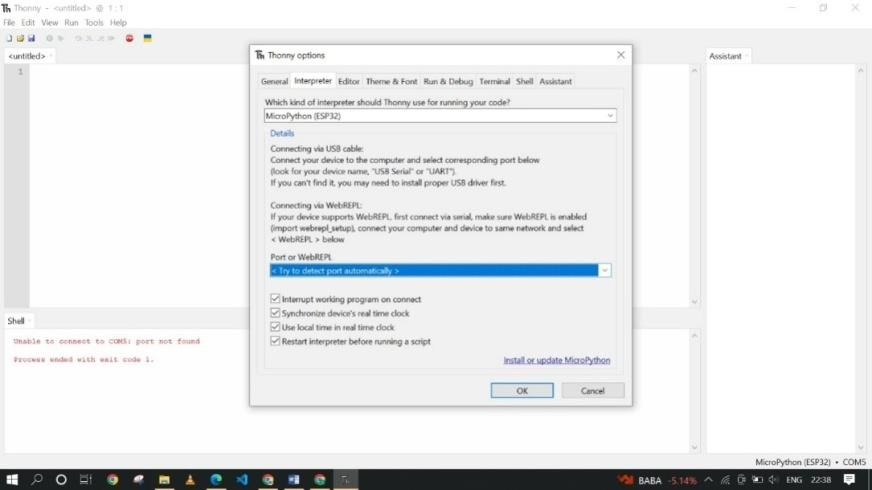 Thonny - <untitled> @ 1 : 1
File Edit View Run Tools Help
<untitled>
Assistant
1
Thonny options
General Interpreter Editor Theme & Font Run & Debug Terminal Shell Assistant
Which kind of interpreter should Thonny use for running your code?
MicroPython (ESP32)
Details
Connecting via USB cable:
Connect your device to the computer and select corresponding port below
(look for your device name, "USB Serial" or "UART").
If you can't find it, you may need to install proper USB driver first.
Connecting via WebREPL:
If your device supports WebREPL, first connect via serial, make sure WebREPL is enabled
(import webrepl_setup), connect your computer and device to same network and select
< WebREPL > below
Port or WebREPL
< Try to detect port automatically >
Interrupt working program on connect
Synchronize device's real time clock
Use local time in real time clock
Restart interpreter before running a script
Install or update MicroPython
OK Cancel
Shell
Unable to connect to COM5: port not found
Process ended with exit code 1.
MicroPython (ESP32) • COM5
BABA -5.14% ENG 22:38